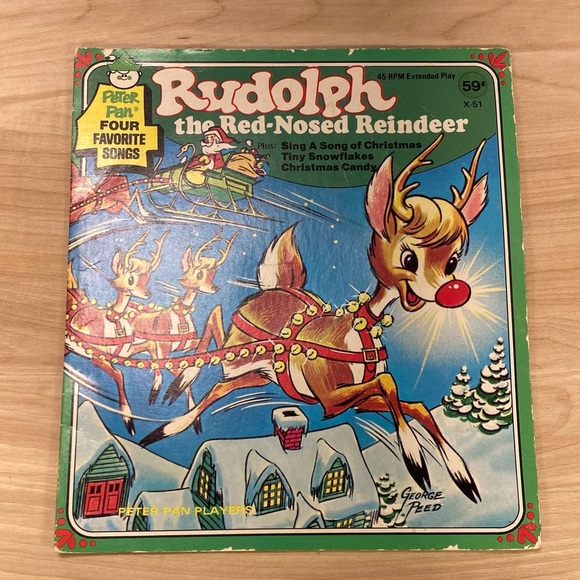 Peter Pan®
FOUR
FAVORITE
SONGS
Rudolph
the Red-Nosed Reindeer
45 RPM Extended Play
59¢
X-51
Plus: Sing A Song of Christmas
Tiny Snowflakes
Christmas Candy
PETER PAN PLAYERS
GEORGE
PEED